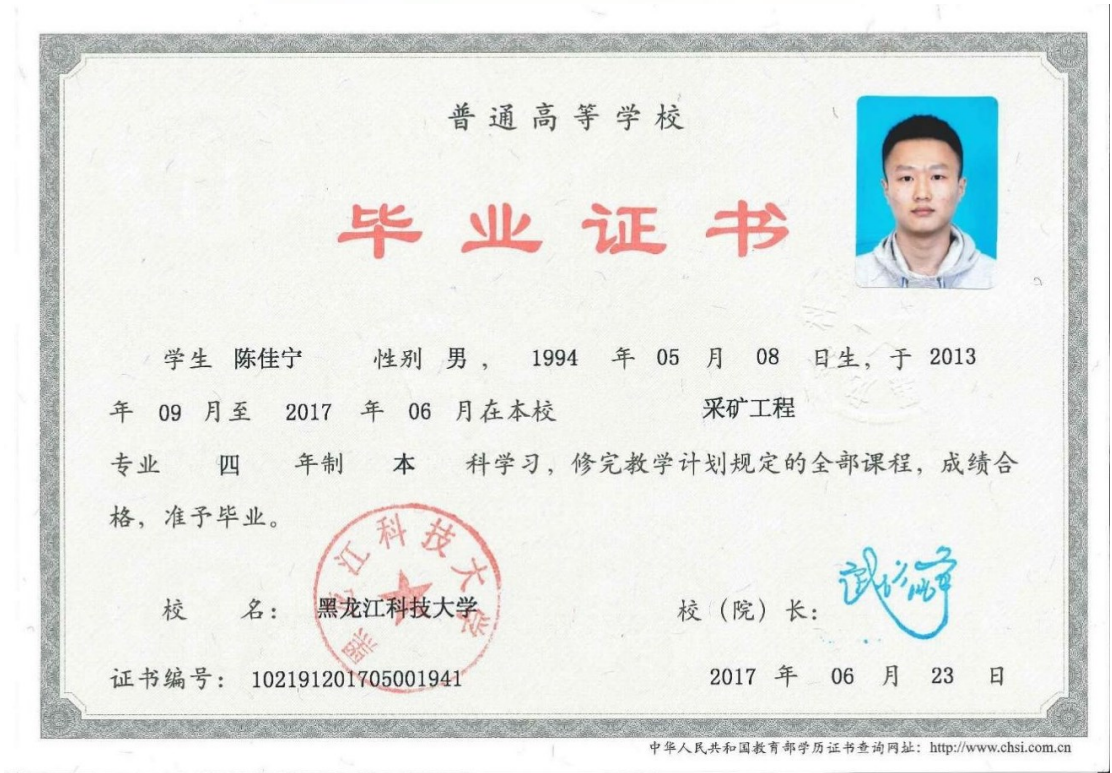 普通高等学校
毕业证书
学生 陈佳宁 性别 男 ， 1994 年 05 月 08 日生，于 2013
年 09 月至 2017 年 06 月在本校 采矿工程
专业 四 年制 本 科学习，修完教学计划规定的全部课程，成绩合
格，准予毕业。
黑龙江科技大学
校 名： 黑龙江科技大学 校（院）长：
证书编号： 102191201705001941 2017 年 06 月 23 日
中华人民共和国教育部学历证书查询网址：http://www.chsi.com.cn